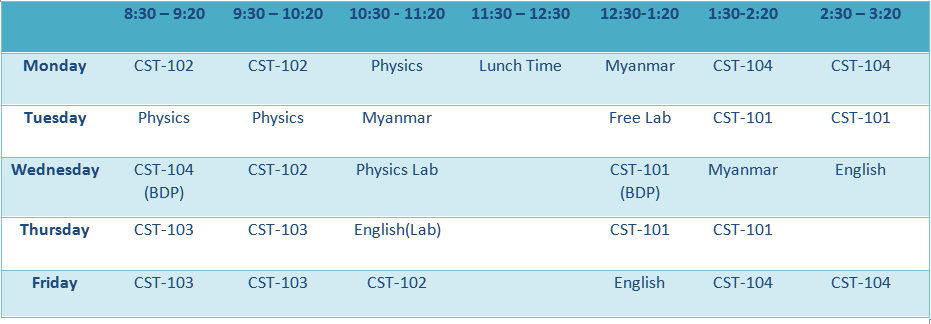 8:30 – 9:20 9:30 – 10:20 10:30 - 11:20 11:30 – 12:30 12:30-1:20 1:30-2:20 2:30 – 3:20
Monday CST-102 CST-102 Physics Lunch Time Myanmar CST-104 CST-104
Tuesday Physics Physics Myanmar Free Lab CST-101 CST-101
Wednesday CST-104 CST-102 Physics Lab CST-101 Myanmar English
(BDP) (BDP)
Thursday CST-103 CST-103 English(Lab) CST-101 CST-101
Friday CST-103 CST-103 CST-102 English CST-104 CST-104